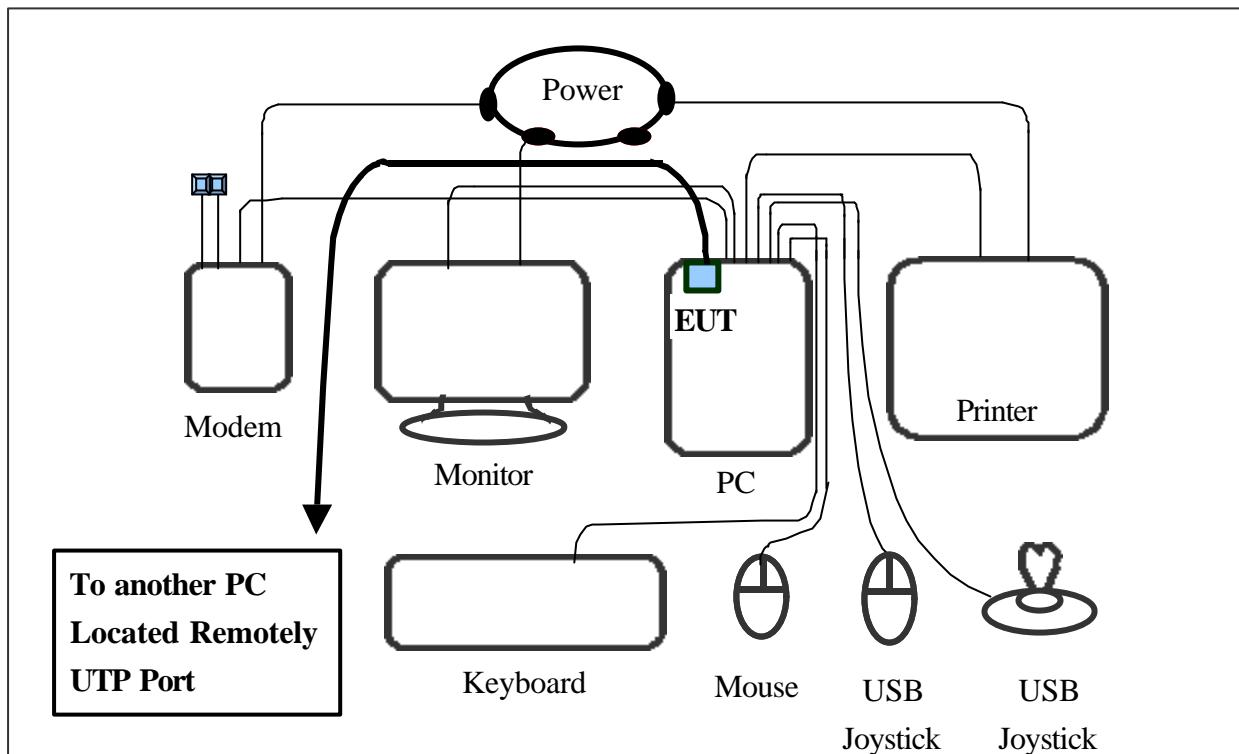 Power
EUT
Modem
Monitor
PC
Printer
To another PC
Located Remotely
UTP Port
Keyboard
Mouse
USB
Joystick
USB
Joystick